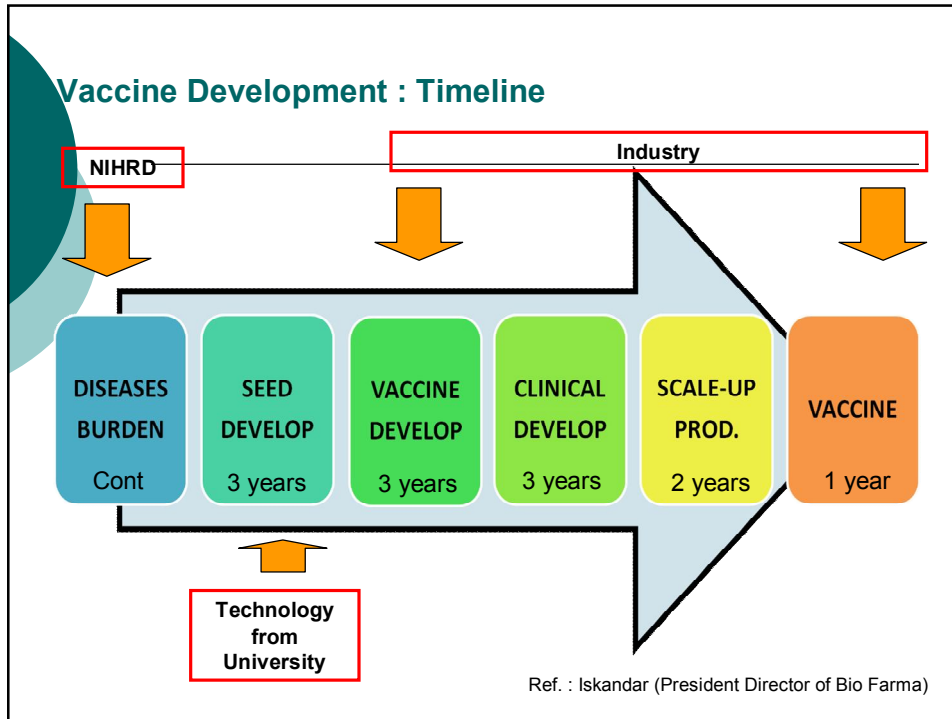 Vaccine Development : Timeline
NIHRD
Industry
DISEASES
BURDEN
Cont
SEED
DEVELOP
3 years
VACCINE
DEVELOP
3 years
CLINICAL
DEVELOP
3 years
SCALE-UP
PROD.
2 years
VACCINE
1 year
Technology
from
University
Ref. : Iskandar (President Director of Bio Farma)